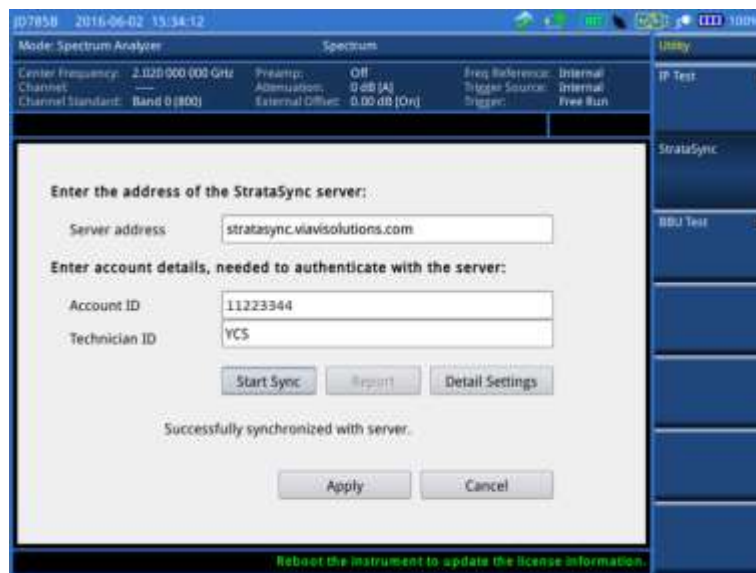 JD785B 2016-06-02 15:34:12 100%
Mode: Spectrum Analyzer Spectrum Utility
Center Frequency: 2.020 000 000 GHz Preamp: Off Freq Reference: Internal
Channel: ---- Attenuation: 0 dB [A] Trigger Source: Internal
Channel Standard: Band 0 [800] External Offset: 0.00 dB [On] Trigger: Free Run
IP Test
StrataSync
BBU Test
Enter the address of the StrataSync server:
Server address stratasync.viavisolutions.com
Enter account details, needed to authenticate with the server:
Account ID 11223344
Technician ID YCS
Start Sync Report Detail Settings
Successfully synchronized with server.
Apply Cancel
Reboot the instrument to update the license information.